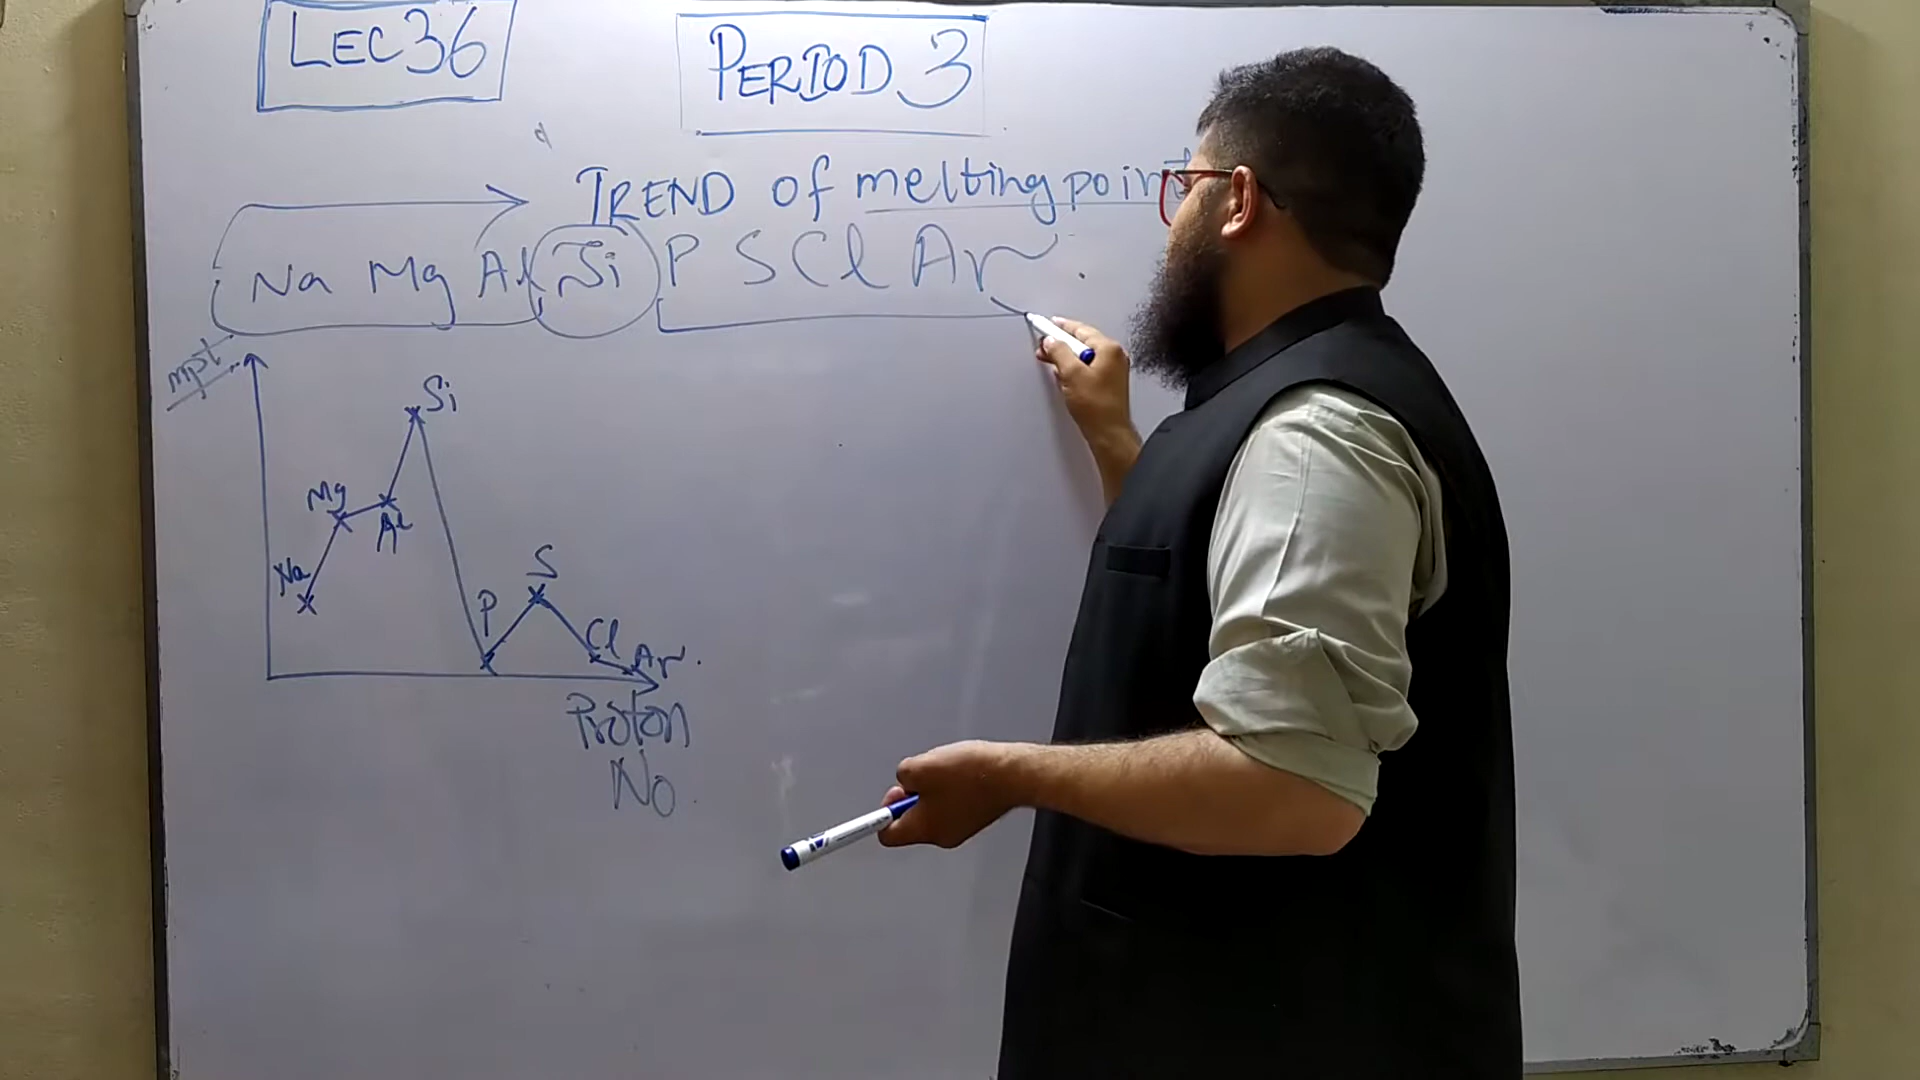 LEC 36
PERIOD 3
TREND OF melting point
Na Mg Al Si P S Cl Ar
mpt
Si
Mg
Al
Na
S
P
Cl
Ar
Proton
No